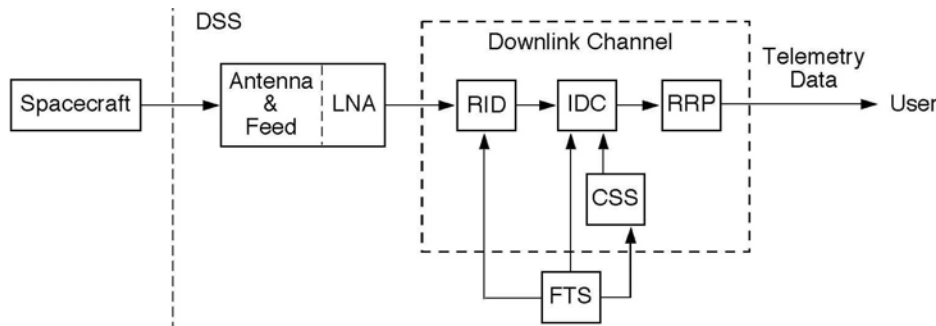 DSS
Downlink Channel
Telemetry
Data
Spacecraft
Antenna
&
Feed
LNA
RID
IDC
RRP
User
CSS
FTS